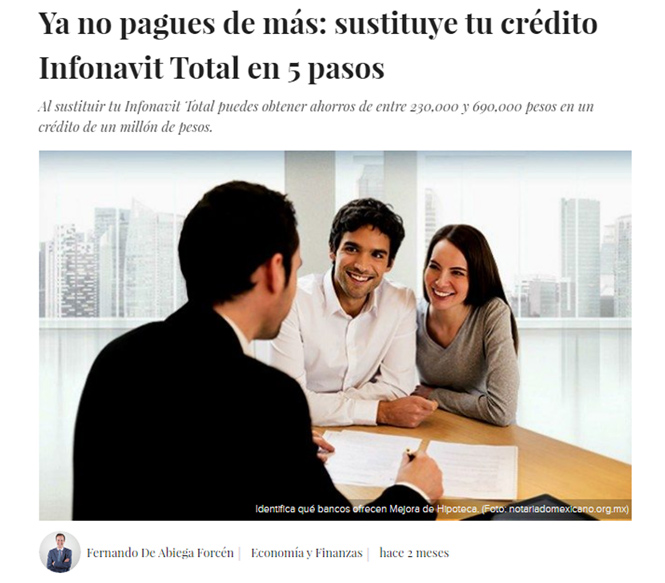 Ya no pagues de más: sustituye tu crédito
Infonavit Total en 5 pasos
Al sustituir tu Infonavit Total puedes obtener ahorros de entre 230,000 y 690,000 pesos en un
crédito de un millón de pesos.
Identifica qué bancos ofrecen Mejora de Hipoteca. (Foto: notariadomexicano.org.mx)
Fernando De Abiega Forcén | Economía y Finanzas | hace 2 meses